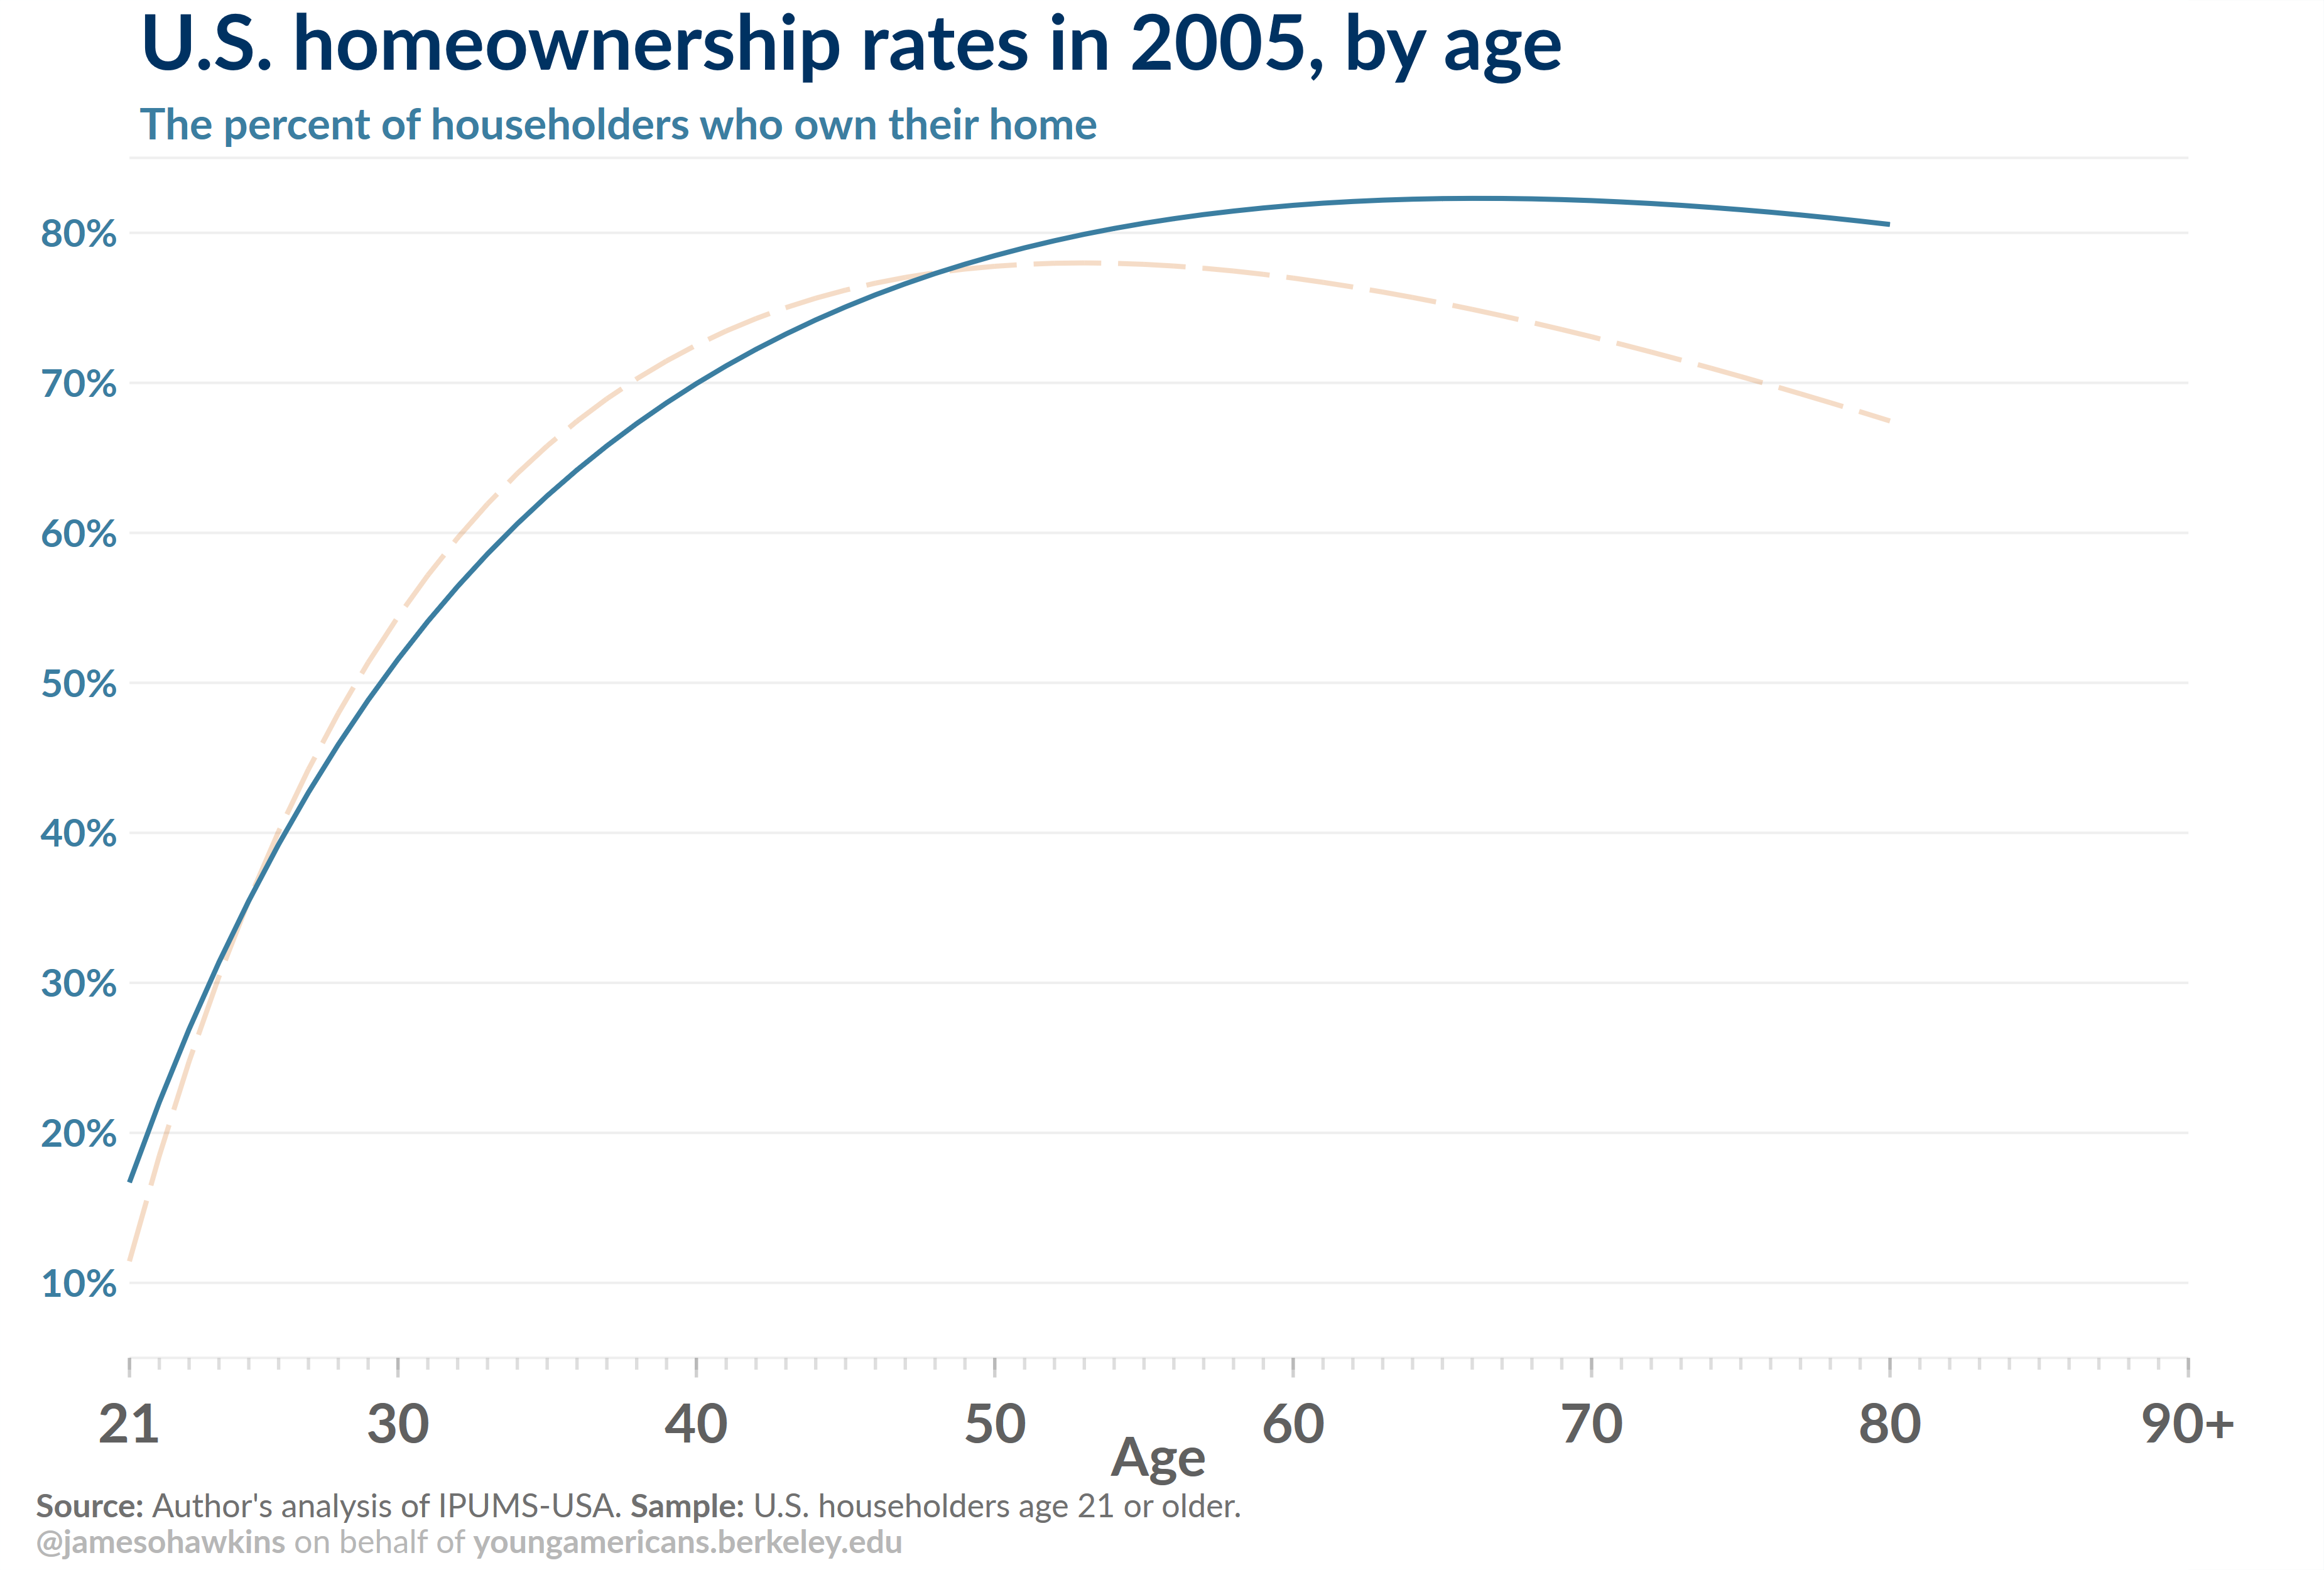 U.S. homeownership rates in 2005, by age
The percent of householders who own their home
80%
70%
60%
50%
40%
30%
20%
10%
21 30 40 50 60 70 80 90+
Age
Source: Author's analysis of IPUMS-USA. Sample: U.S. householders age 21 or older.
@jamesohawkins on behalf of youngamericans.berkeley.edu